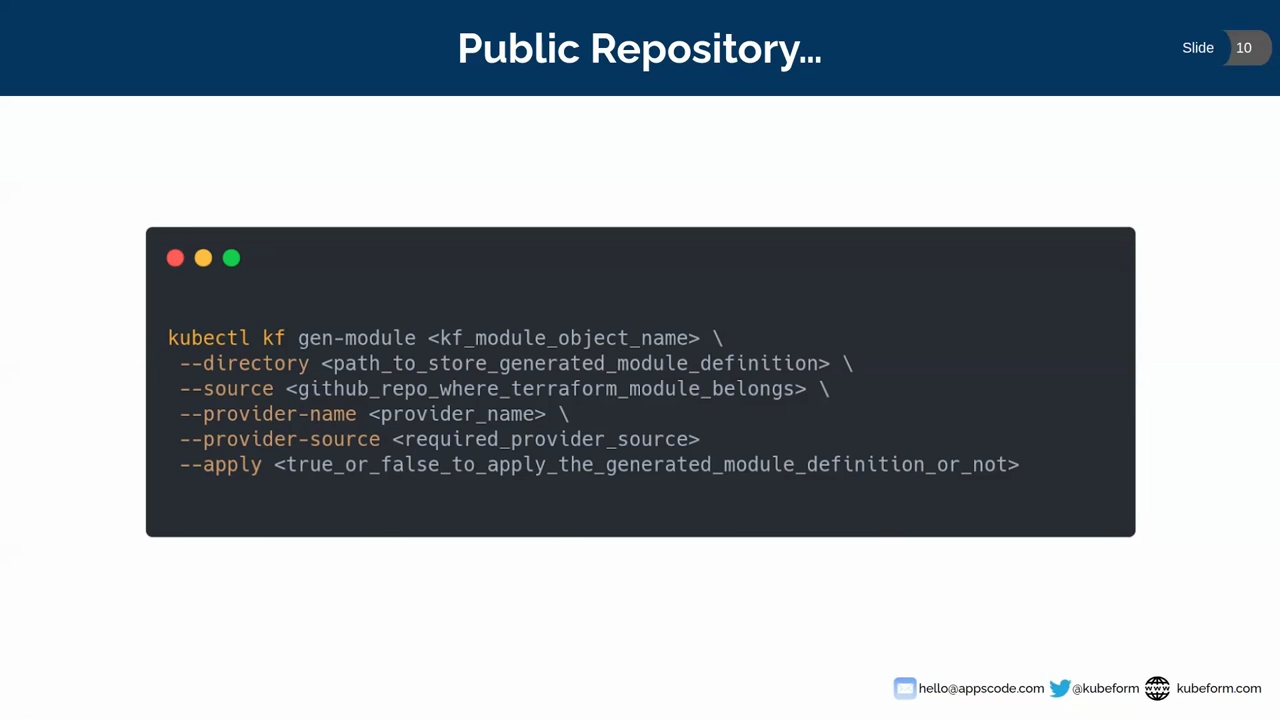 Public Repository...
Slide 10
kubectl kf gen-module <kf_module_object_name> \
--directory <path_to_store_generated_module_definition> \
--source <github_repo_where_terraform_module_belongs> \
--provider-name <provider_name> \
--provider-source <required_provider_source>
--apply <true_or_false_to_apply_the_generated_module_definition_or_not>
hello@appscode.com @kubeform WWW kubeform.com